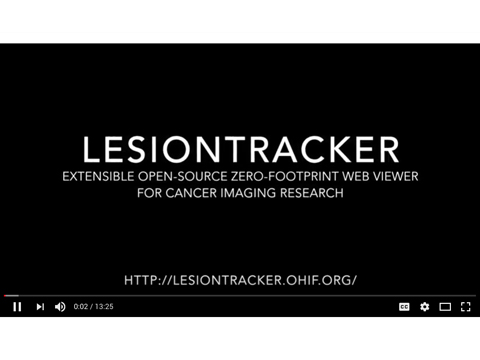 LESIONTRACKER
EXTENSIBLE OPEN-SOURCE ZERO-FOOTPRINT WEB VIEWER
FOR CANCER IMAGING RESEARCH
HTTP://LESIONTRACKER.OHIF.ORG/
0:02 / 13:25
CC